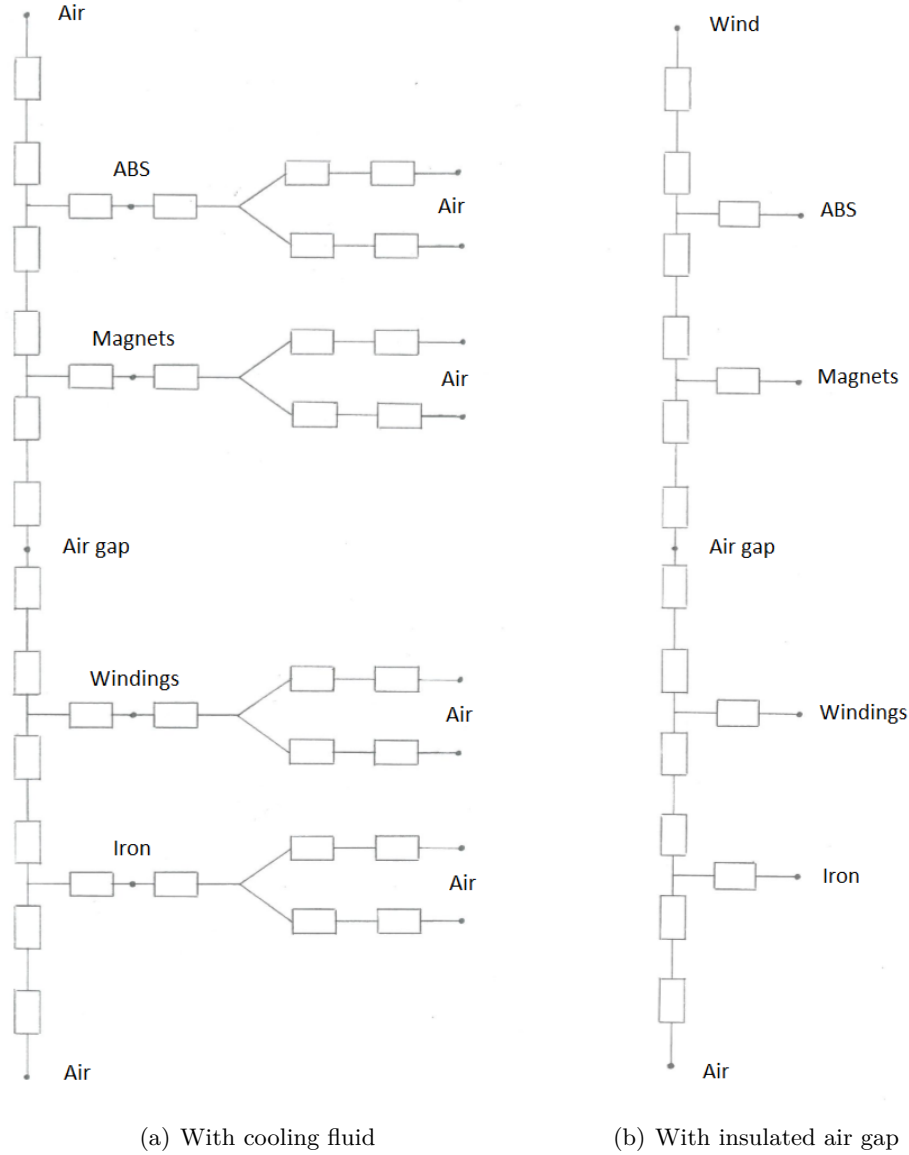 Air
ABS
Air
Magnets
Air
Air gap
Windings
Air
Iron
Air
Air
(a) With cooling fluid
Wind
ABS
Magnets
Air gap
Windings
Iron
Air
(b) With insulated air gap